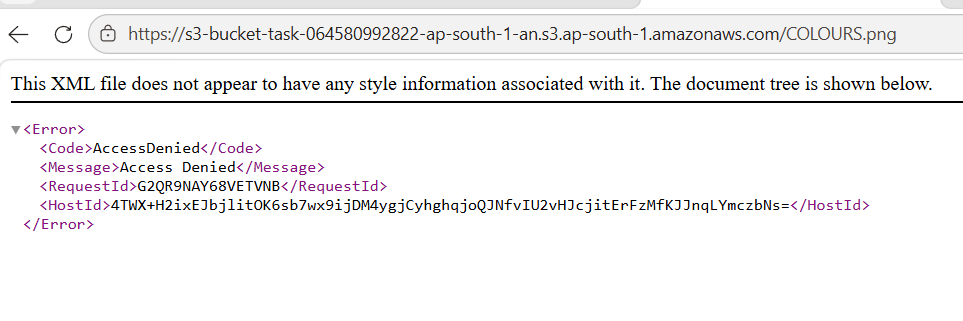 https://s3-bucket-task-064580992822-ap-south-1-an.s3.ap-south-1.amazonaws.com/COLOURS.png
This XML file does not appear to have any style information associated with it. The document tree is shown below.
▼<Error>
<Code>AccessDenied</Code>
<Message>Access Denied</Message>
<RequestId>G2QR9NAY68VETVNB</RequestId>
<HostId>4TWX+H2ixEJbjlitOK6sb7wx9ijDM4ygjCyhghqjoQJNfvIU2vHJcjitErFzMfKJJnqLYmczbNs=</HostId>
</Error>